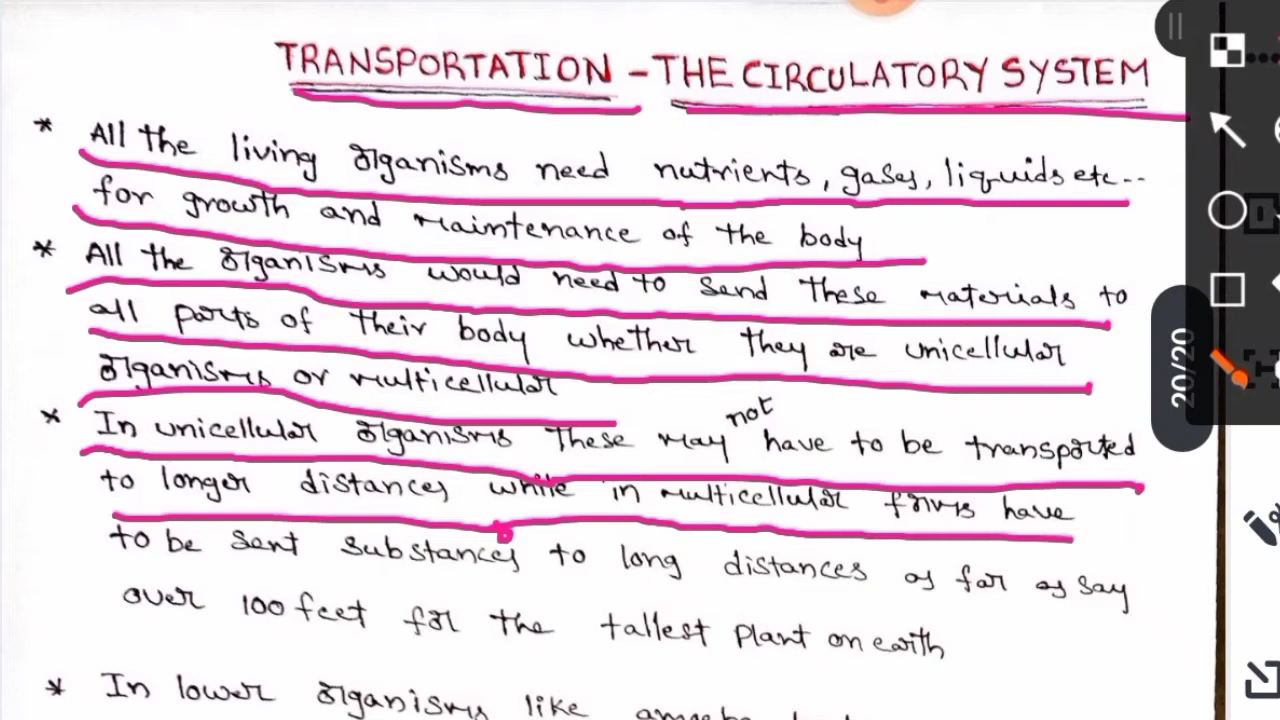 TRANSPORTATION - THE CIRCULATORY SYSTEM
* All the living organisms need nutrients, gases, liquids etc..
for growth and maintenance of the body
* All the organisms would need to send these materials to
all parts of their body whether they are unicellular
organisms or multicellular
* In unicellular organisms these may not have to be transported
to longer distances while in multicellular forms have
to be sent substances to long distances as far as say
over 100 feet for the tallest plant on earth
* In lower organisms like amoeba
20/20